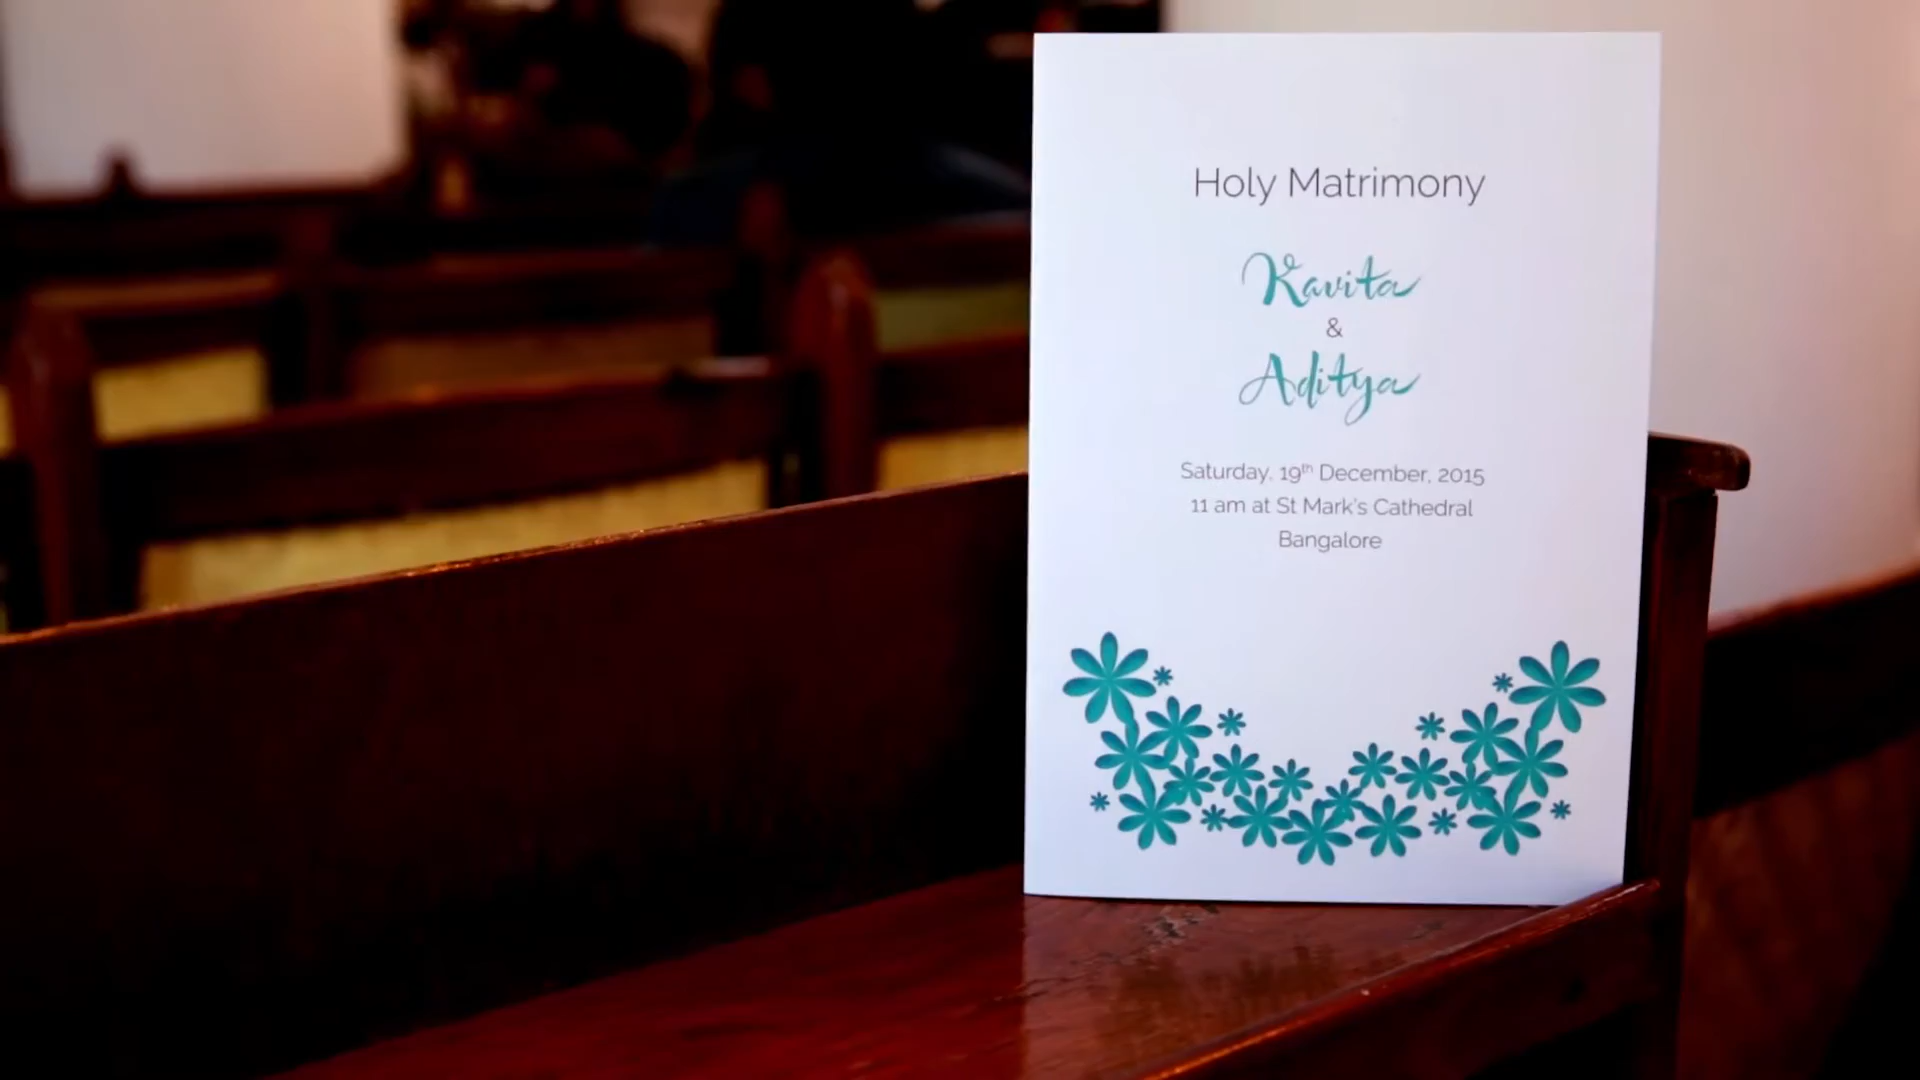 Holy Matrimony
Kavita
&
Aditya
Saturday, 19th December, 2015
11 am at St Mark's Cathedral
Bangalore